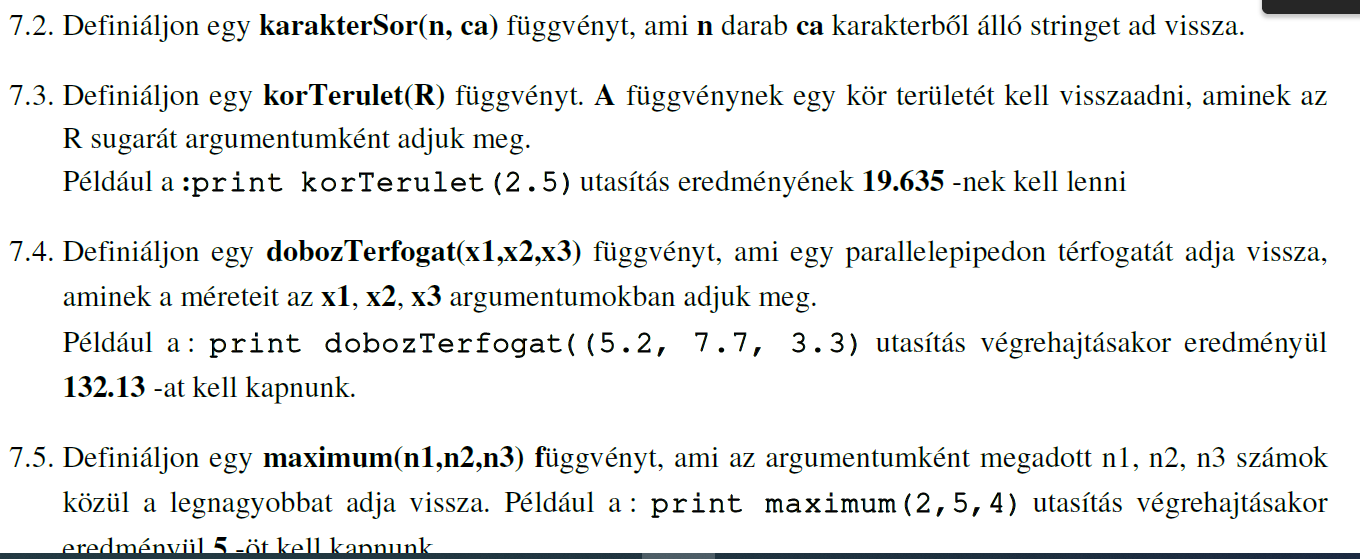 7.2. Definiáljon egy karakterSor(n, ca) függvényt, ami n darab ca karakterből álló stringet ad vissza.
7.3. Definiáljon egy korTerulet(R) függvényt. A függvénynek egy kör területét kell visszaadni, aminek az
R sugarát argumentumként adjuk meg.
Például a :print korTerulet(2.5) utasítás eredményének 19.635 -nek kell lenni
7.4. Definiáljon egy dobozTerfogat(x1,x2,x3) függvényt, ami egy parallelepipedon térfogatát adja vissza,
aminek a méreteit az x1, x2, x3 argumentumokban adjuk meg.
Például a : print dobozTerfogat((5.2, 7.7, 3.3) utasítás végrehajtásakor eredményül
132.13 -at kell kapnunk.
7.5. Definiáljon egy maximum(n1,n2,n3) függvényt, ami az argumentumként megadott n1, n2, n3 számok
közül a legnagyobbat adja vissza. Például a : print maximum(2,5,4) utasítás végrehajtásakor
eredményül 5 -öt kell kapnunk